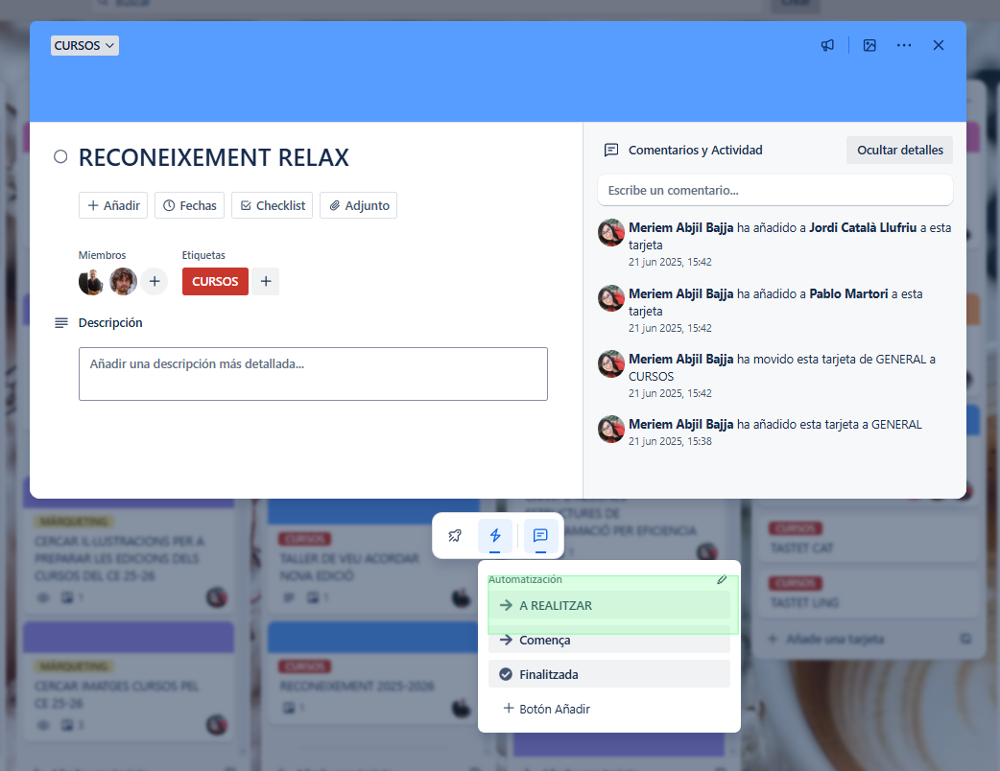 Buscar
Crear
CURSOS
RECONEIXEMENT RELAX
Añadir
Fechas
Checklist
Adjunto
Miembros
Etiquetas
CURSOS
Descripción
Añadir una descripción más detallada...
Comentarios y Actividad
Ocultar detalles
Escribe un comentario...
Meriem Abjil Bajja ha añadido a Jordi Català Llufriu a esta
tarjeta
21 jun 2025, 15:42
Meriem Abjil Bajja ha añadido a Pablo Martori a esta
tarjeta
21 jun 2025, 15:42
Meriem Abjil Bajja ha movido esta tarjeta de GENERAL a
CURSOS
21 jun 2025, 15:42
Meriem Abjil Bajja ha añadido esta tarjeta a GENERAL
21 jun 2025, 15:38
MÀRQUETING
CERCAR IL·LUSTRACIONS PER A
PREPARAR LES EDICIONS DELS
CURSOS DEL CE 25-26
1
MÀRQUETING
CERCAR IMATGES CURSOS PEL
CE 25-26
3
CURSOS
TALLER DE VEU ACORDAR
NOVA EDICIÓ
1
CURSOS
RECONEIXEMENT 2025-2026
1
ESTRUCTURES DE
PER EFICIENCIA
1
CURSOS
TASTET CAT
CURSOS
TASTET LING
Añade una tarjeta
Automatización
A REALITZAR
Comença
Finalitzada
Botón Añadir